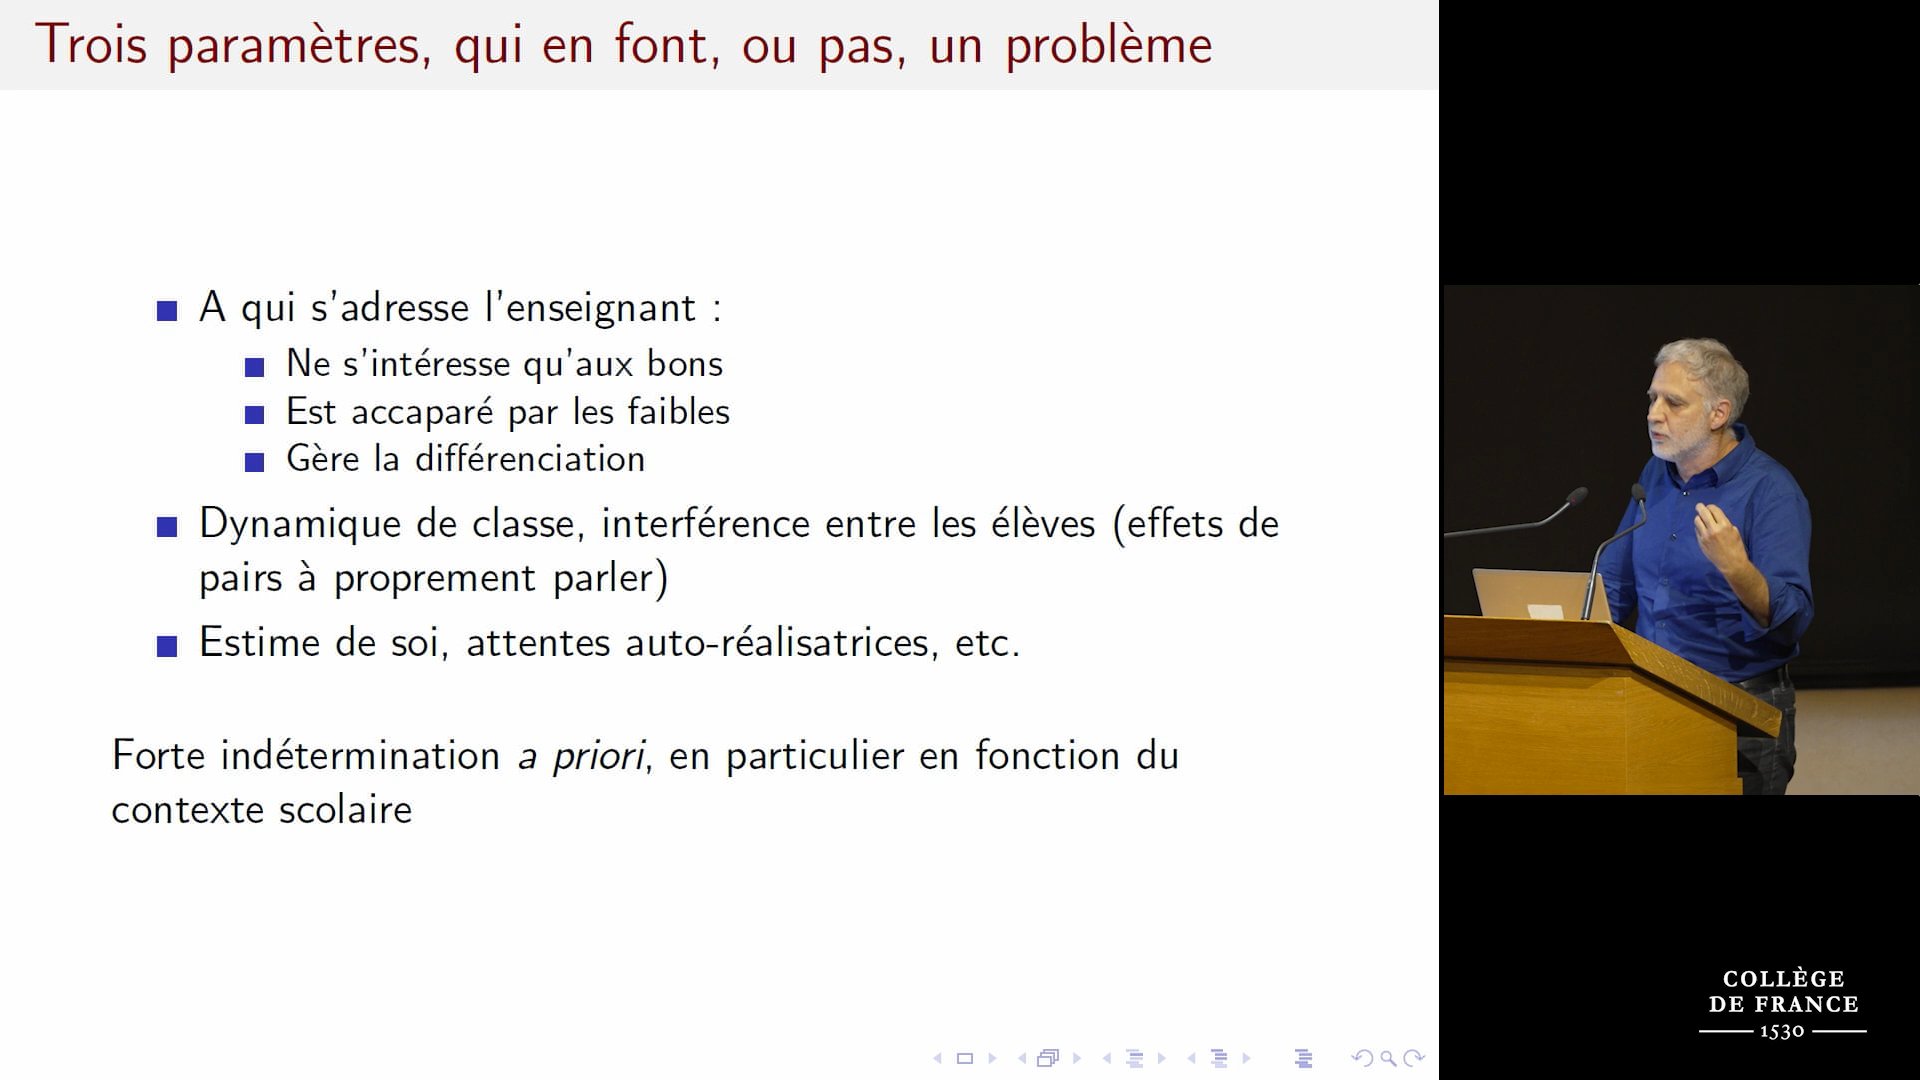 Trois paramètres, qui en font, ou pas, un problème
A qui s'adresse l'enseignant :
Ne s'intéresse qu'aux bons
Est accaparé par les faibles
Gère la différenciation
Dynamique de classe, interférence entre les élèves (effets de
pairs à proprement parler)
Estime de soi, attentes auto-réalisatrices, etc.
Forte indétermination a priori, en particulier en fonction du
contexte scolaire
COLLÈGE
DE FRANCE
1530